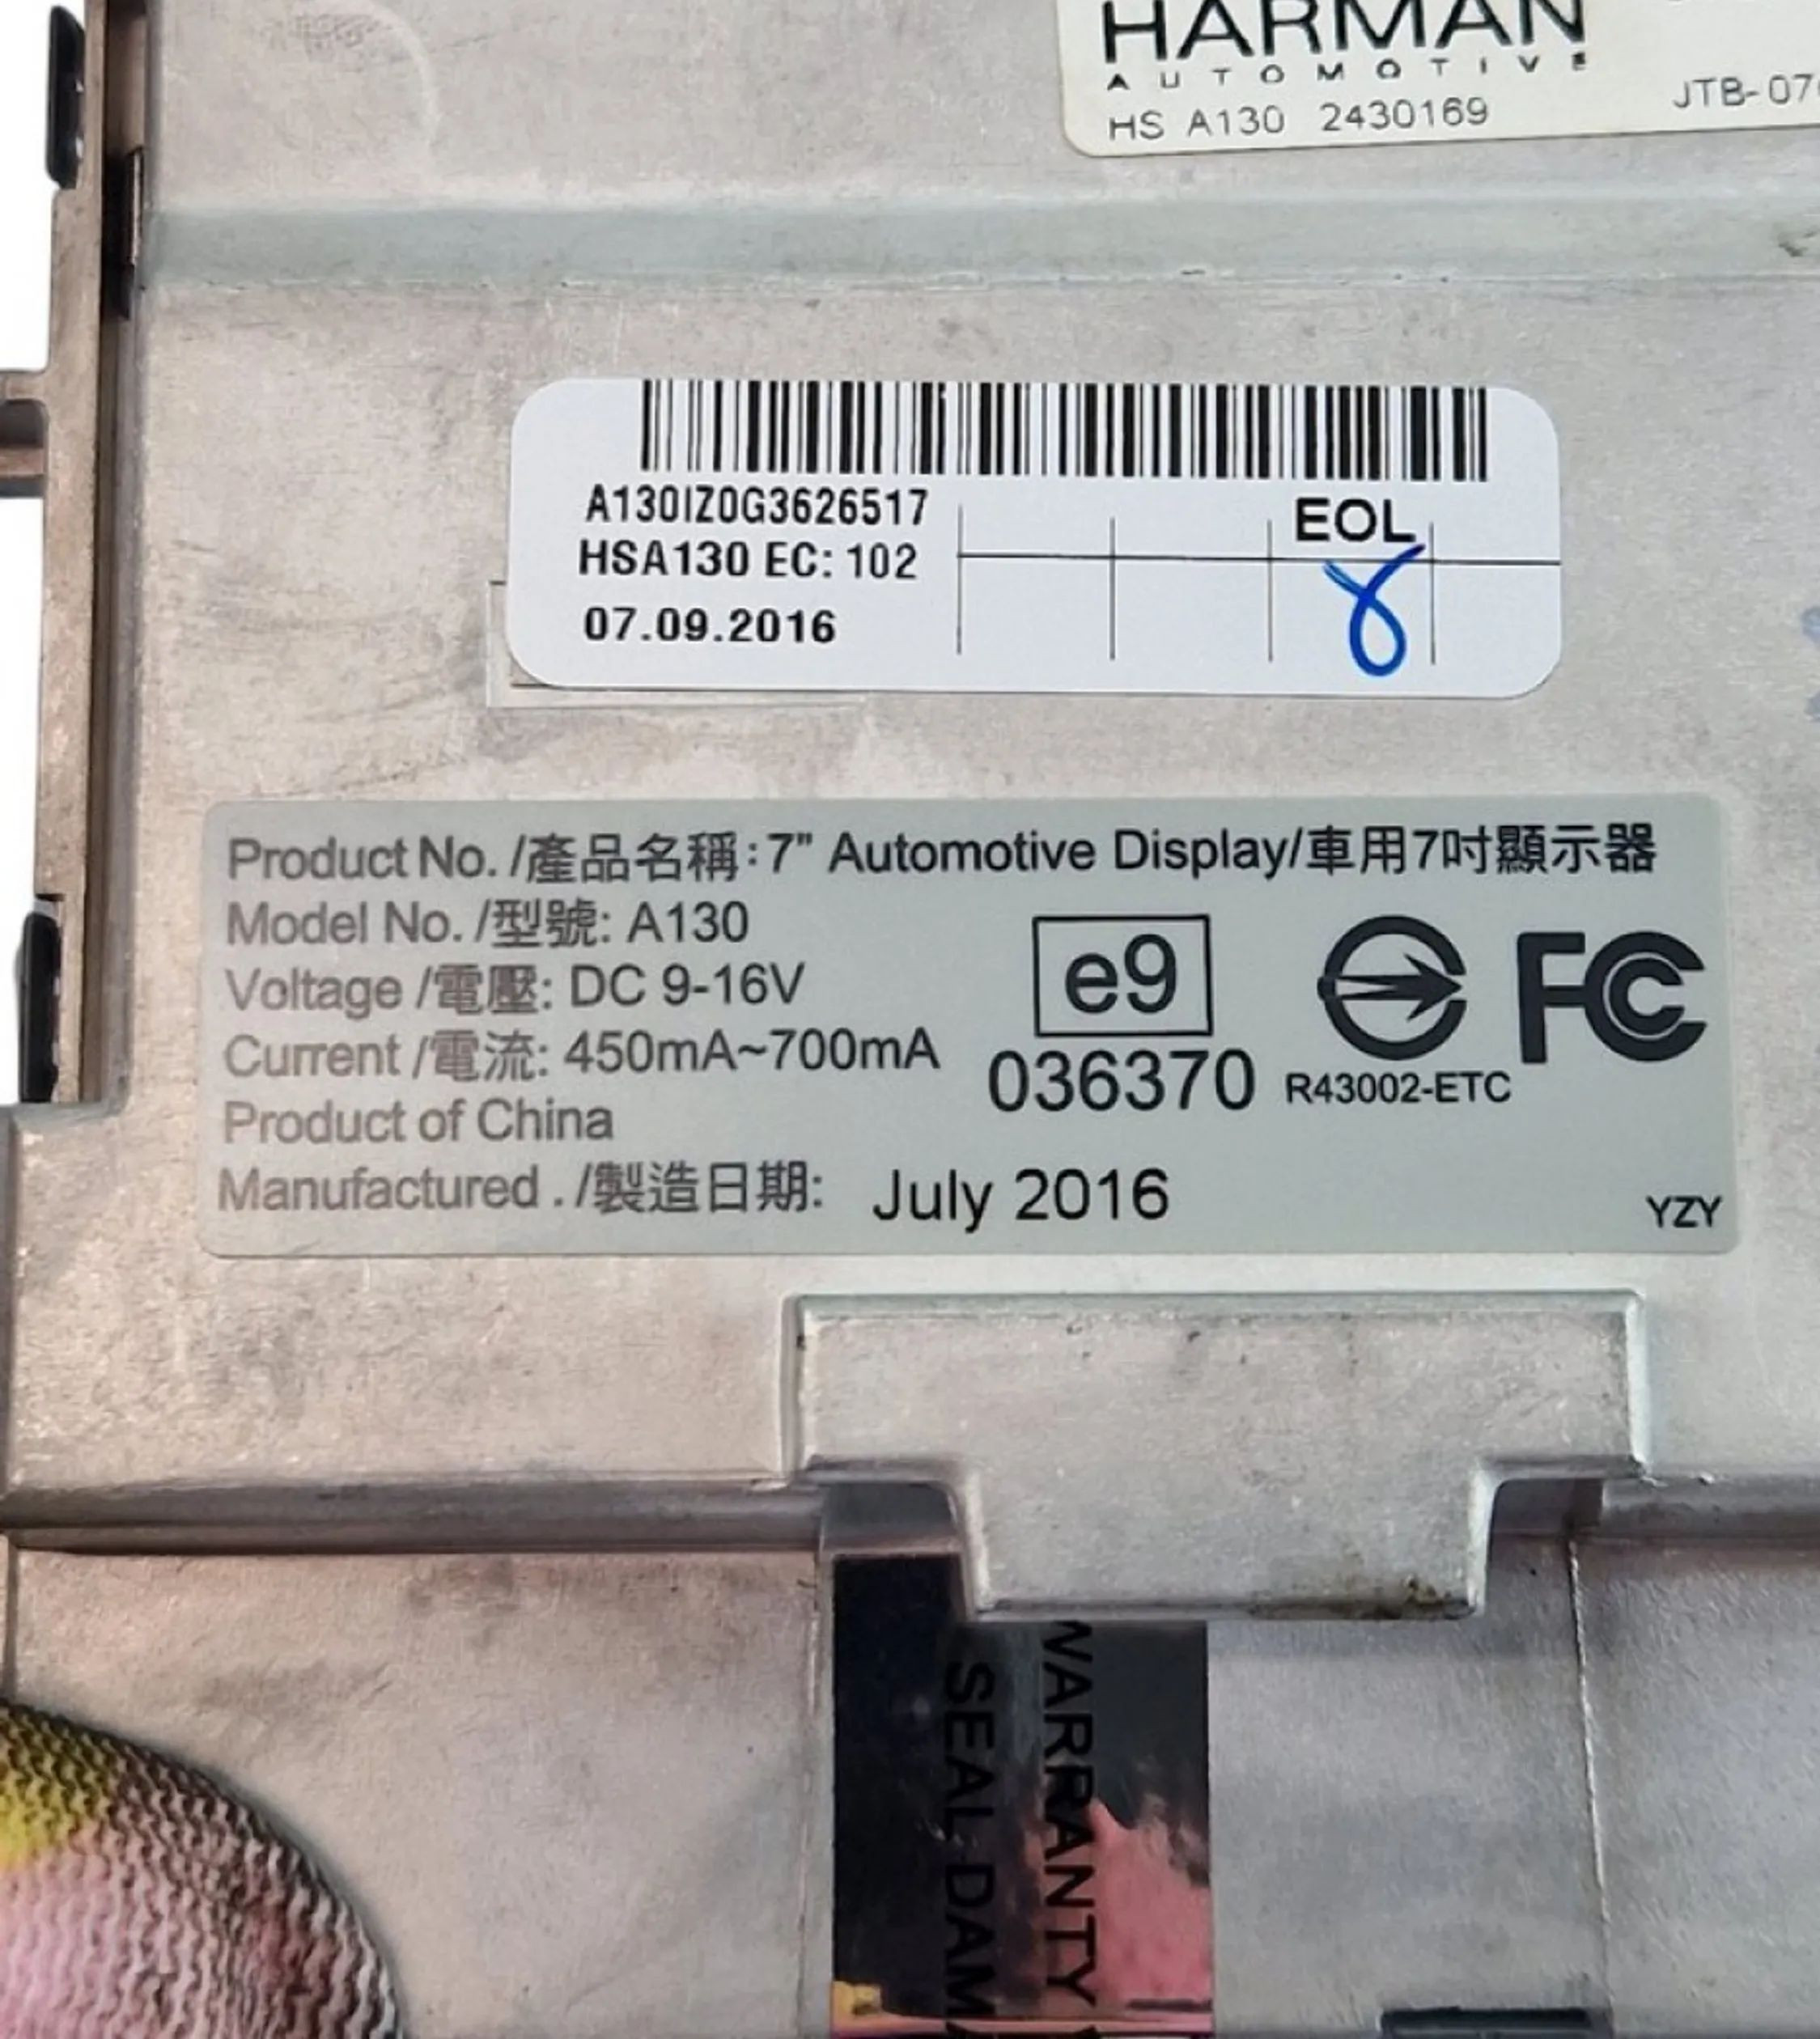 HARMAN
AUTOMOTIVE
HS A130 2430169
JTB-07
A130IZ0G3626517
HSA130 EC: 102
07.09.2016
EOL
8
Product No. /產品名稱: 7" Automotive Display/車用7吋顯示器
Model No. /型號: A130
Voltage /電壓: DC 9-16V
Current /電流: 450mA~700mA
Product of China
Manufactured . /製造日期: July 2016
e9
036370
R43002-ETC
FC
YZY
WARRANTY
SEAL DAM